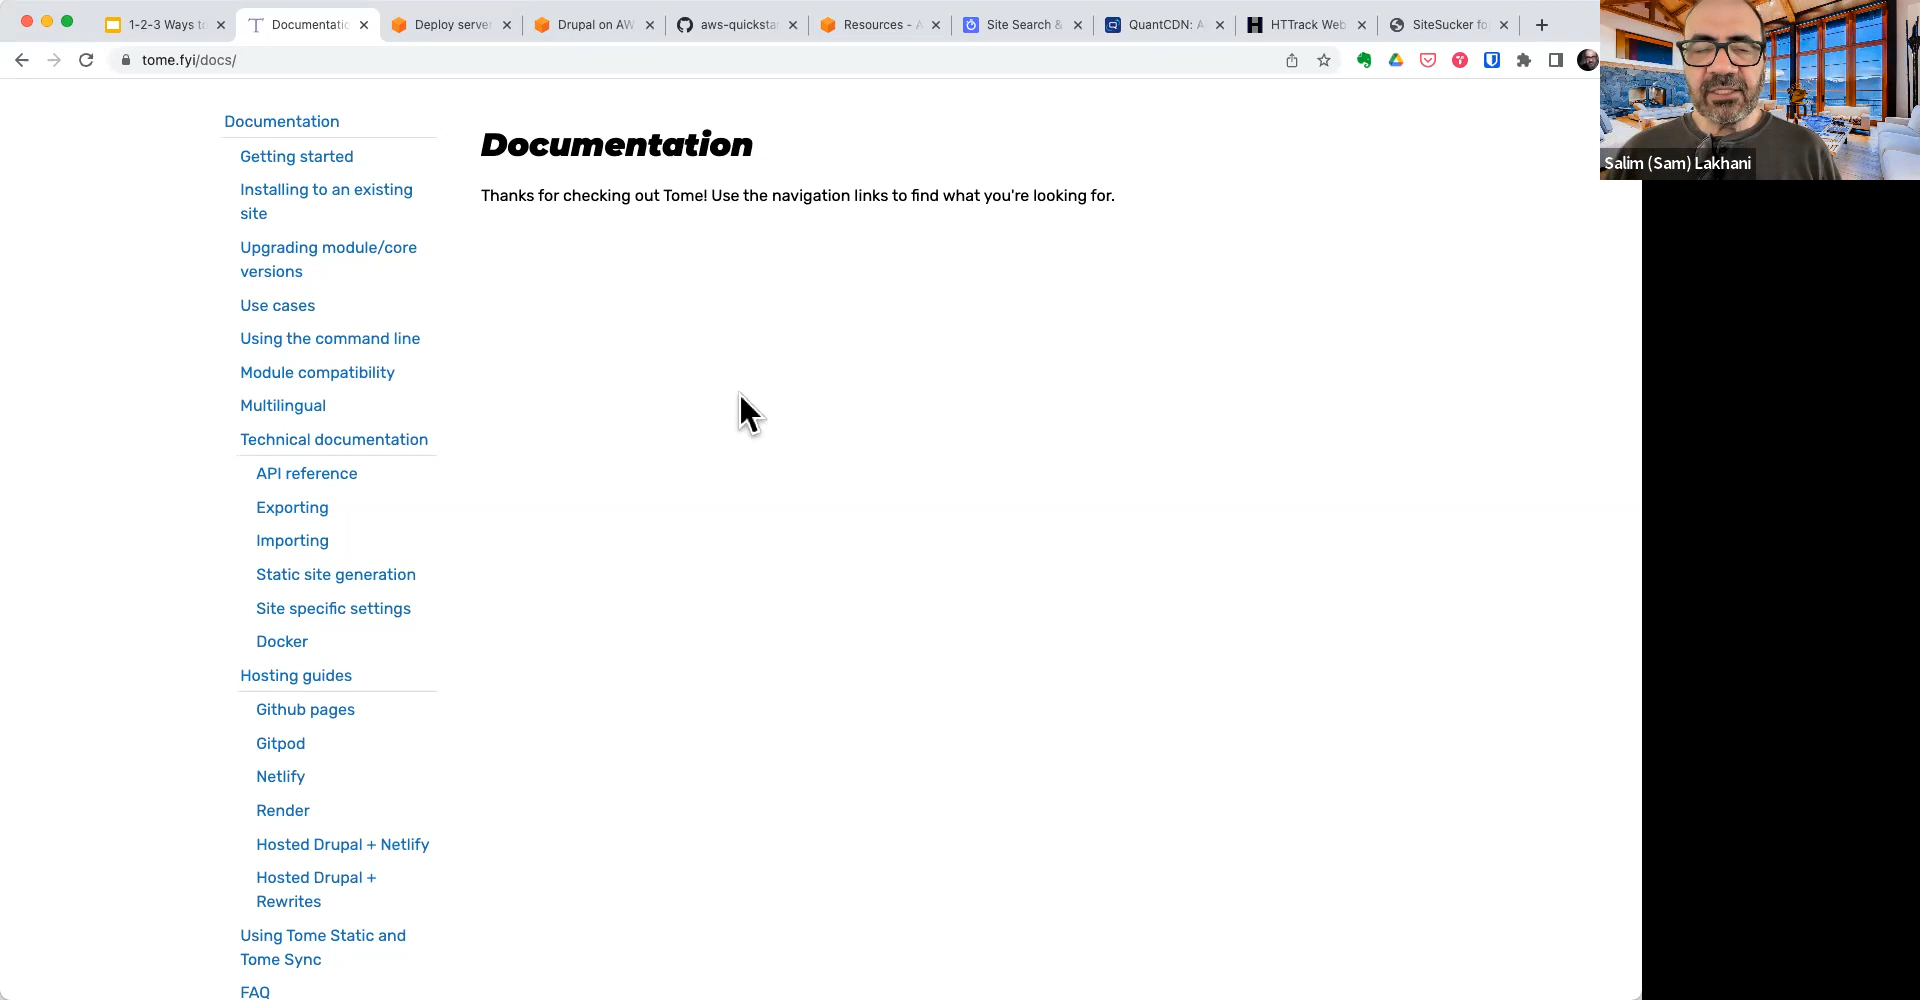 1-2-3 Ways to
Documentatic
Deploy server
Drupal on AW
aws-quickstar
Resources - A
Site Search &
QuantCDN: A
HTTrack Web
SiteSucker fo
tome.fyi/docs/
Salim (Sam) Lakhani
Documentation
Getting started
Installing to an existing
site
Upgrading module/core
versions
Use cases
Using the command line
Module compatibility
Multilingual
Technical documentation
API reference
Exporting
Importing
Static site generation
Site specific settings
Docker
Hosting guides
Github pages
Gitpod
Netlify
Render
Hosted Drupal + Netlify
Hosted Drupal +
Rewrites
Using Tome Static and
Tome Sync
FAQ
Documentation
Thanks for checking out Tome! Use the navigation links to find what you're looking for.